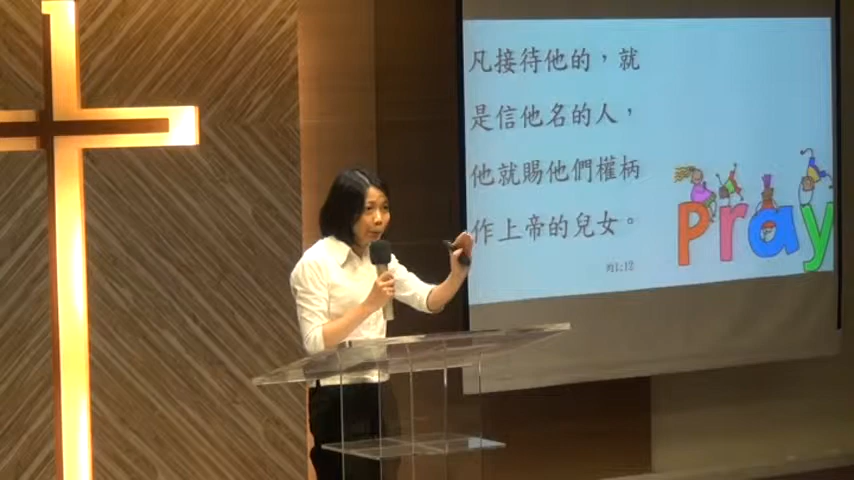 凡接待他的，就
是信他名的人，
他就賜他們權柄
作上帝的兒女。
約1:12
Pray